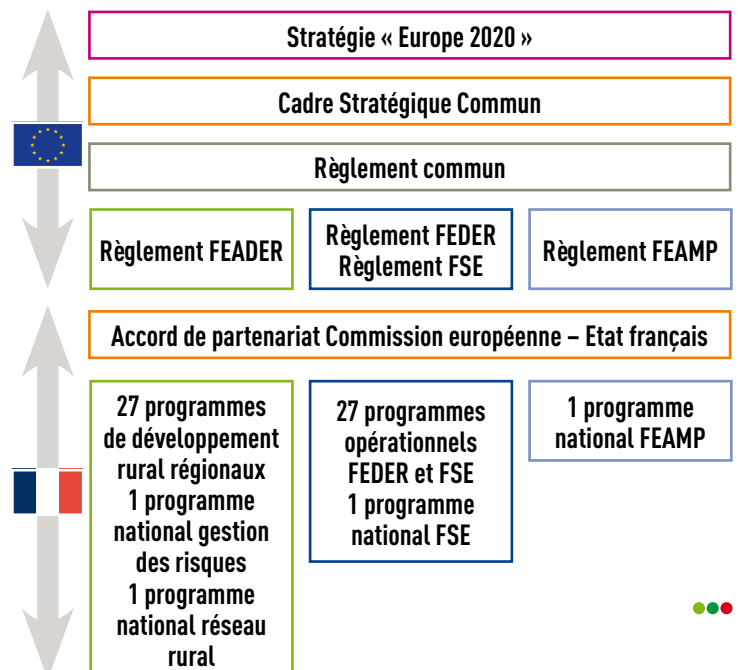 Stratégie « Europe 2020 »
Cadre Stratégique Commun
Règlement commun
Règlement FEADER
Règlement FEDER
Règlement FSE
Règlement FEAMP
Accord de partenariat Commission européenne – Etat français
27 programmes
de développement
rural régionaux
1 programme
national gestion
des risques
1 programme
national réseau
rural
27 programmes
opérationnels
FEDER et FSE
1 programme
national FSE
1 programme
national FEAMP